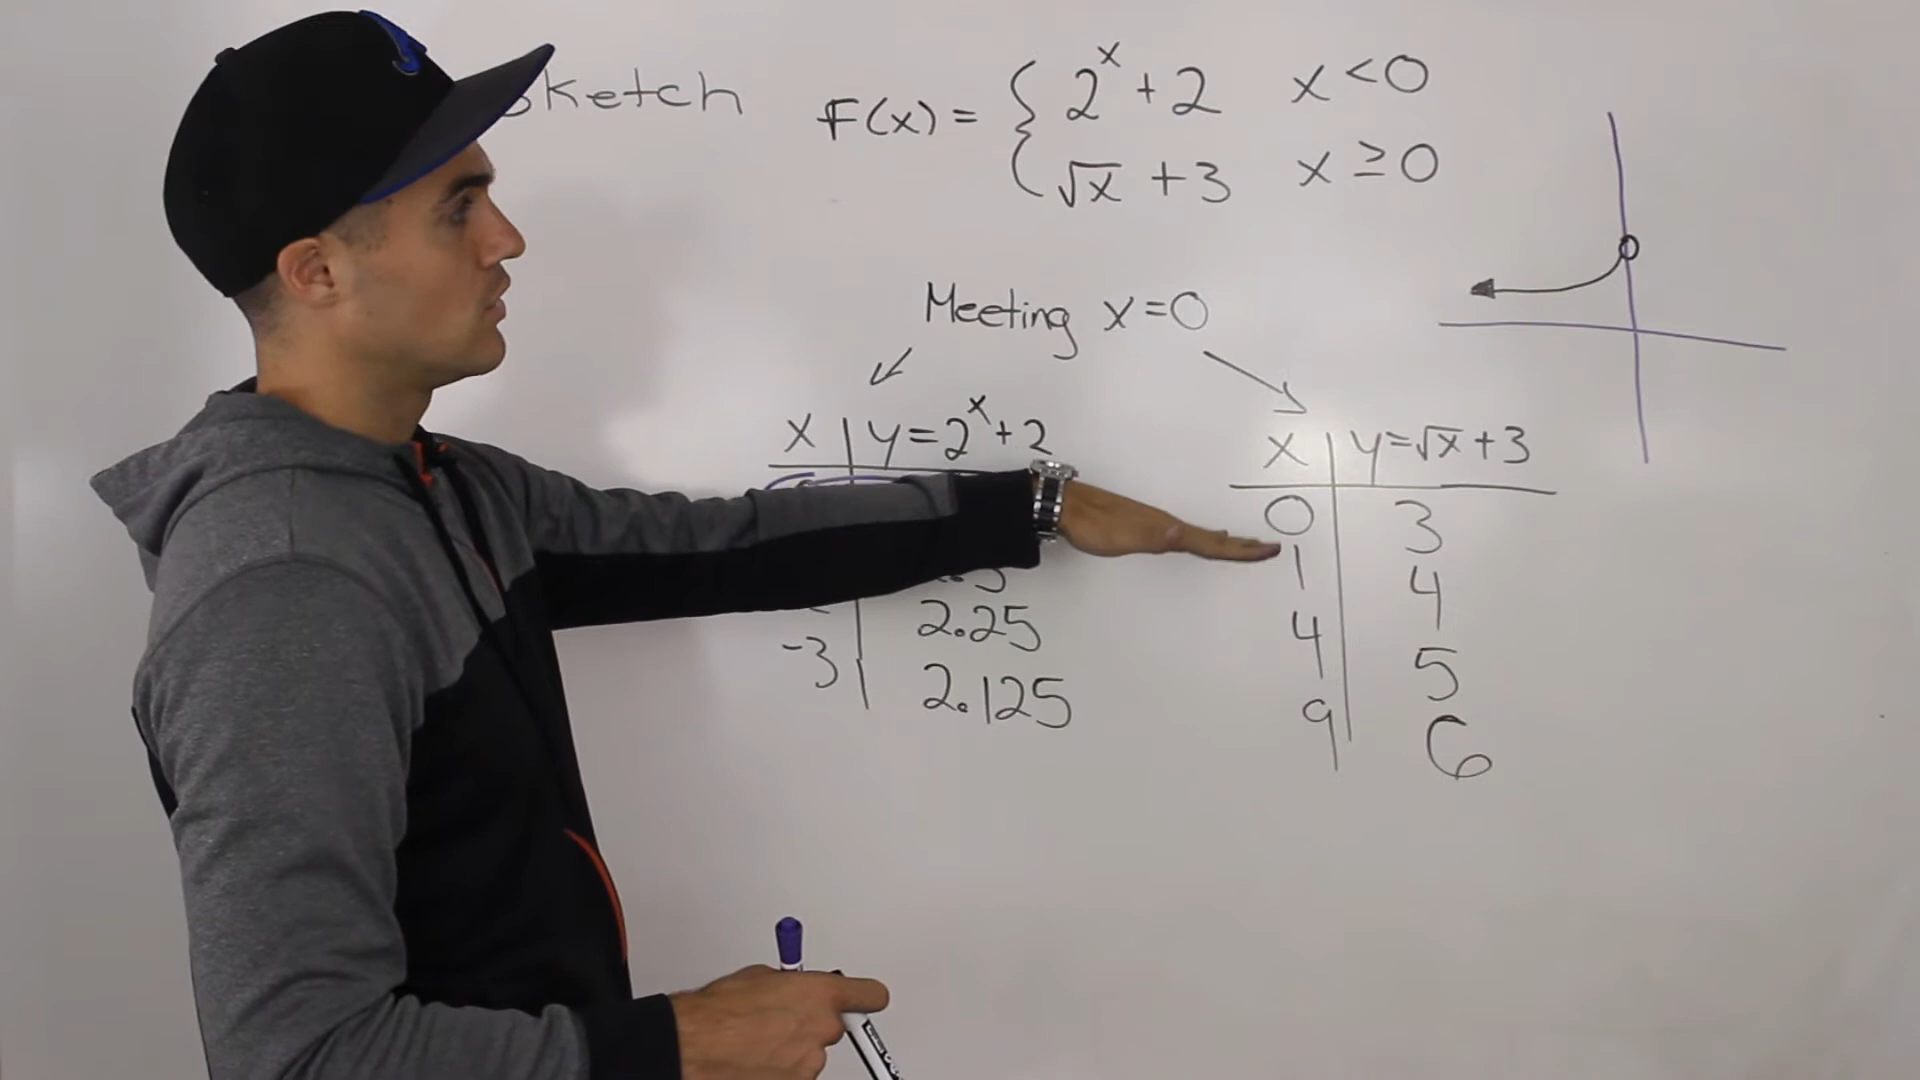 Sketch
F(x) = { 2^x + 2 x < 0
√x + 3 x ≥ 0
Meeting x = 0
x | y = 2^x + 2
2.25
-3 | 2.125
x | y = √x + 3
0 | 3
1 | 4
4 | 5
9 | 6